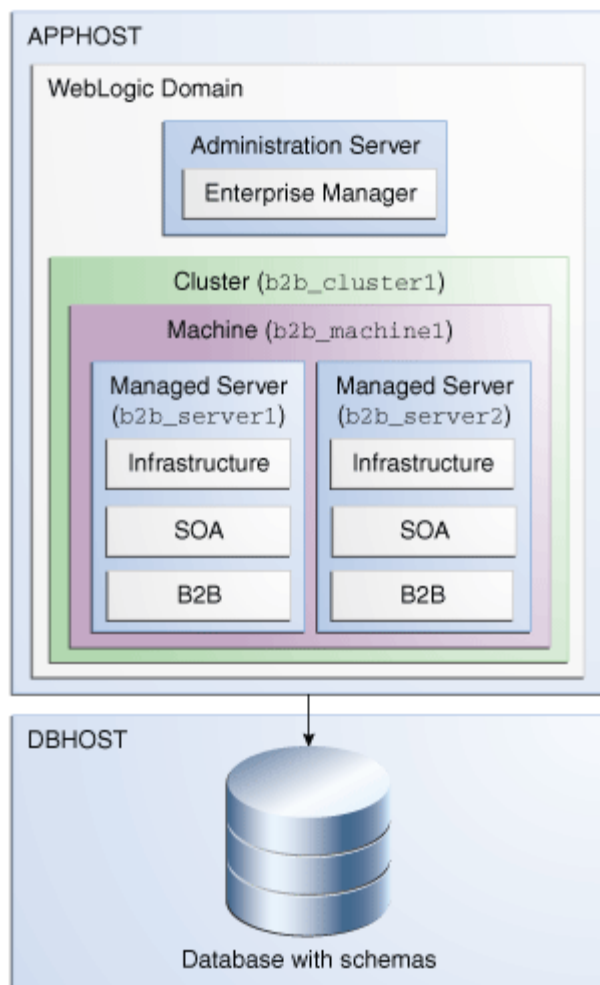 APPHOST
WebLogic Domain
Administration Server
Enterprise Manager
Cluster (b2b_cluster1)
Machine (b2b_machine1)
Managed Server
(b2b_server1)
Infrastructure
SOA
B2B
Managed Server
(b2b_server2)
Infrastructure
SOA
B2B
DBHOST
Database with schemas